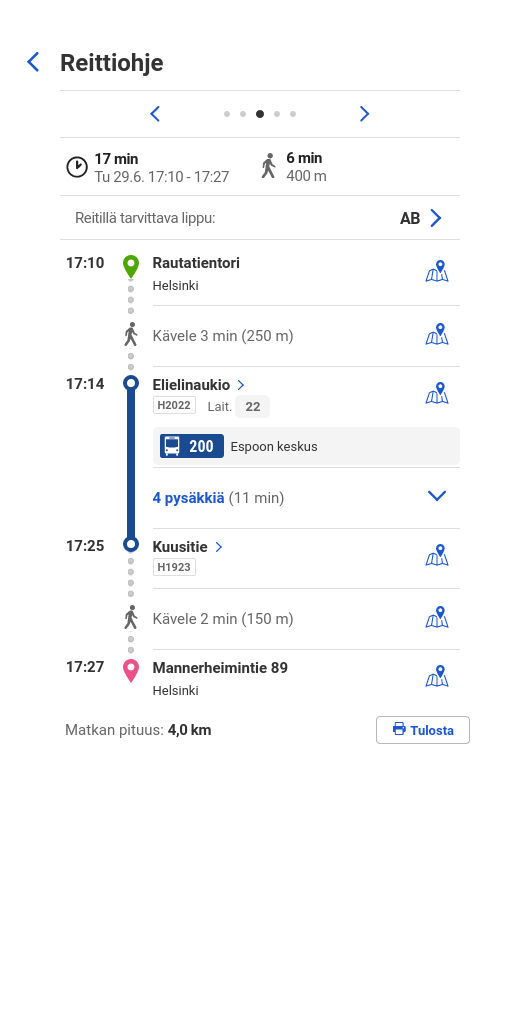 Reittiohje
17 min
Tu 29.6. 17:10 - 17:27
6 min
400 m
Reitillä tarvittava lippu:
AB
17:10
Rautatientori
Helsinki
Kävele 3 min (250 m)
17:14
Elielinaukio
H2022 Lait. 22
200 Espoon keskus
4 pysäkkiä (11 min)
17:25
Kuusitie
H1923
Kävele 2 min (150 m)
17:27
Mannerheimintie 89
Helsinki
Matkan pituus: 4,0 km
Tulosta